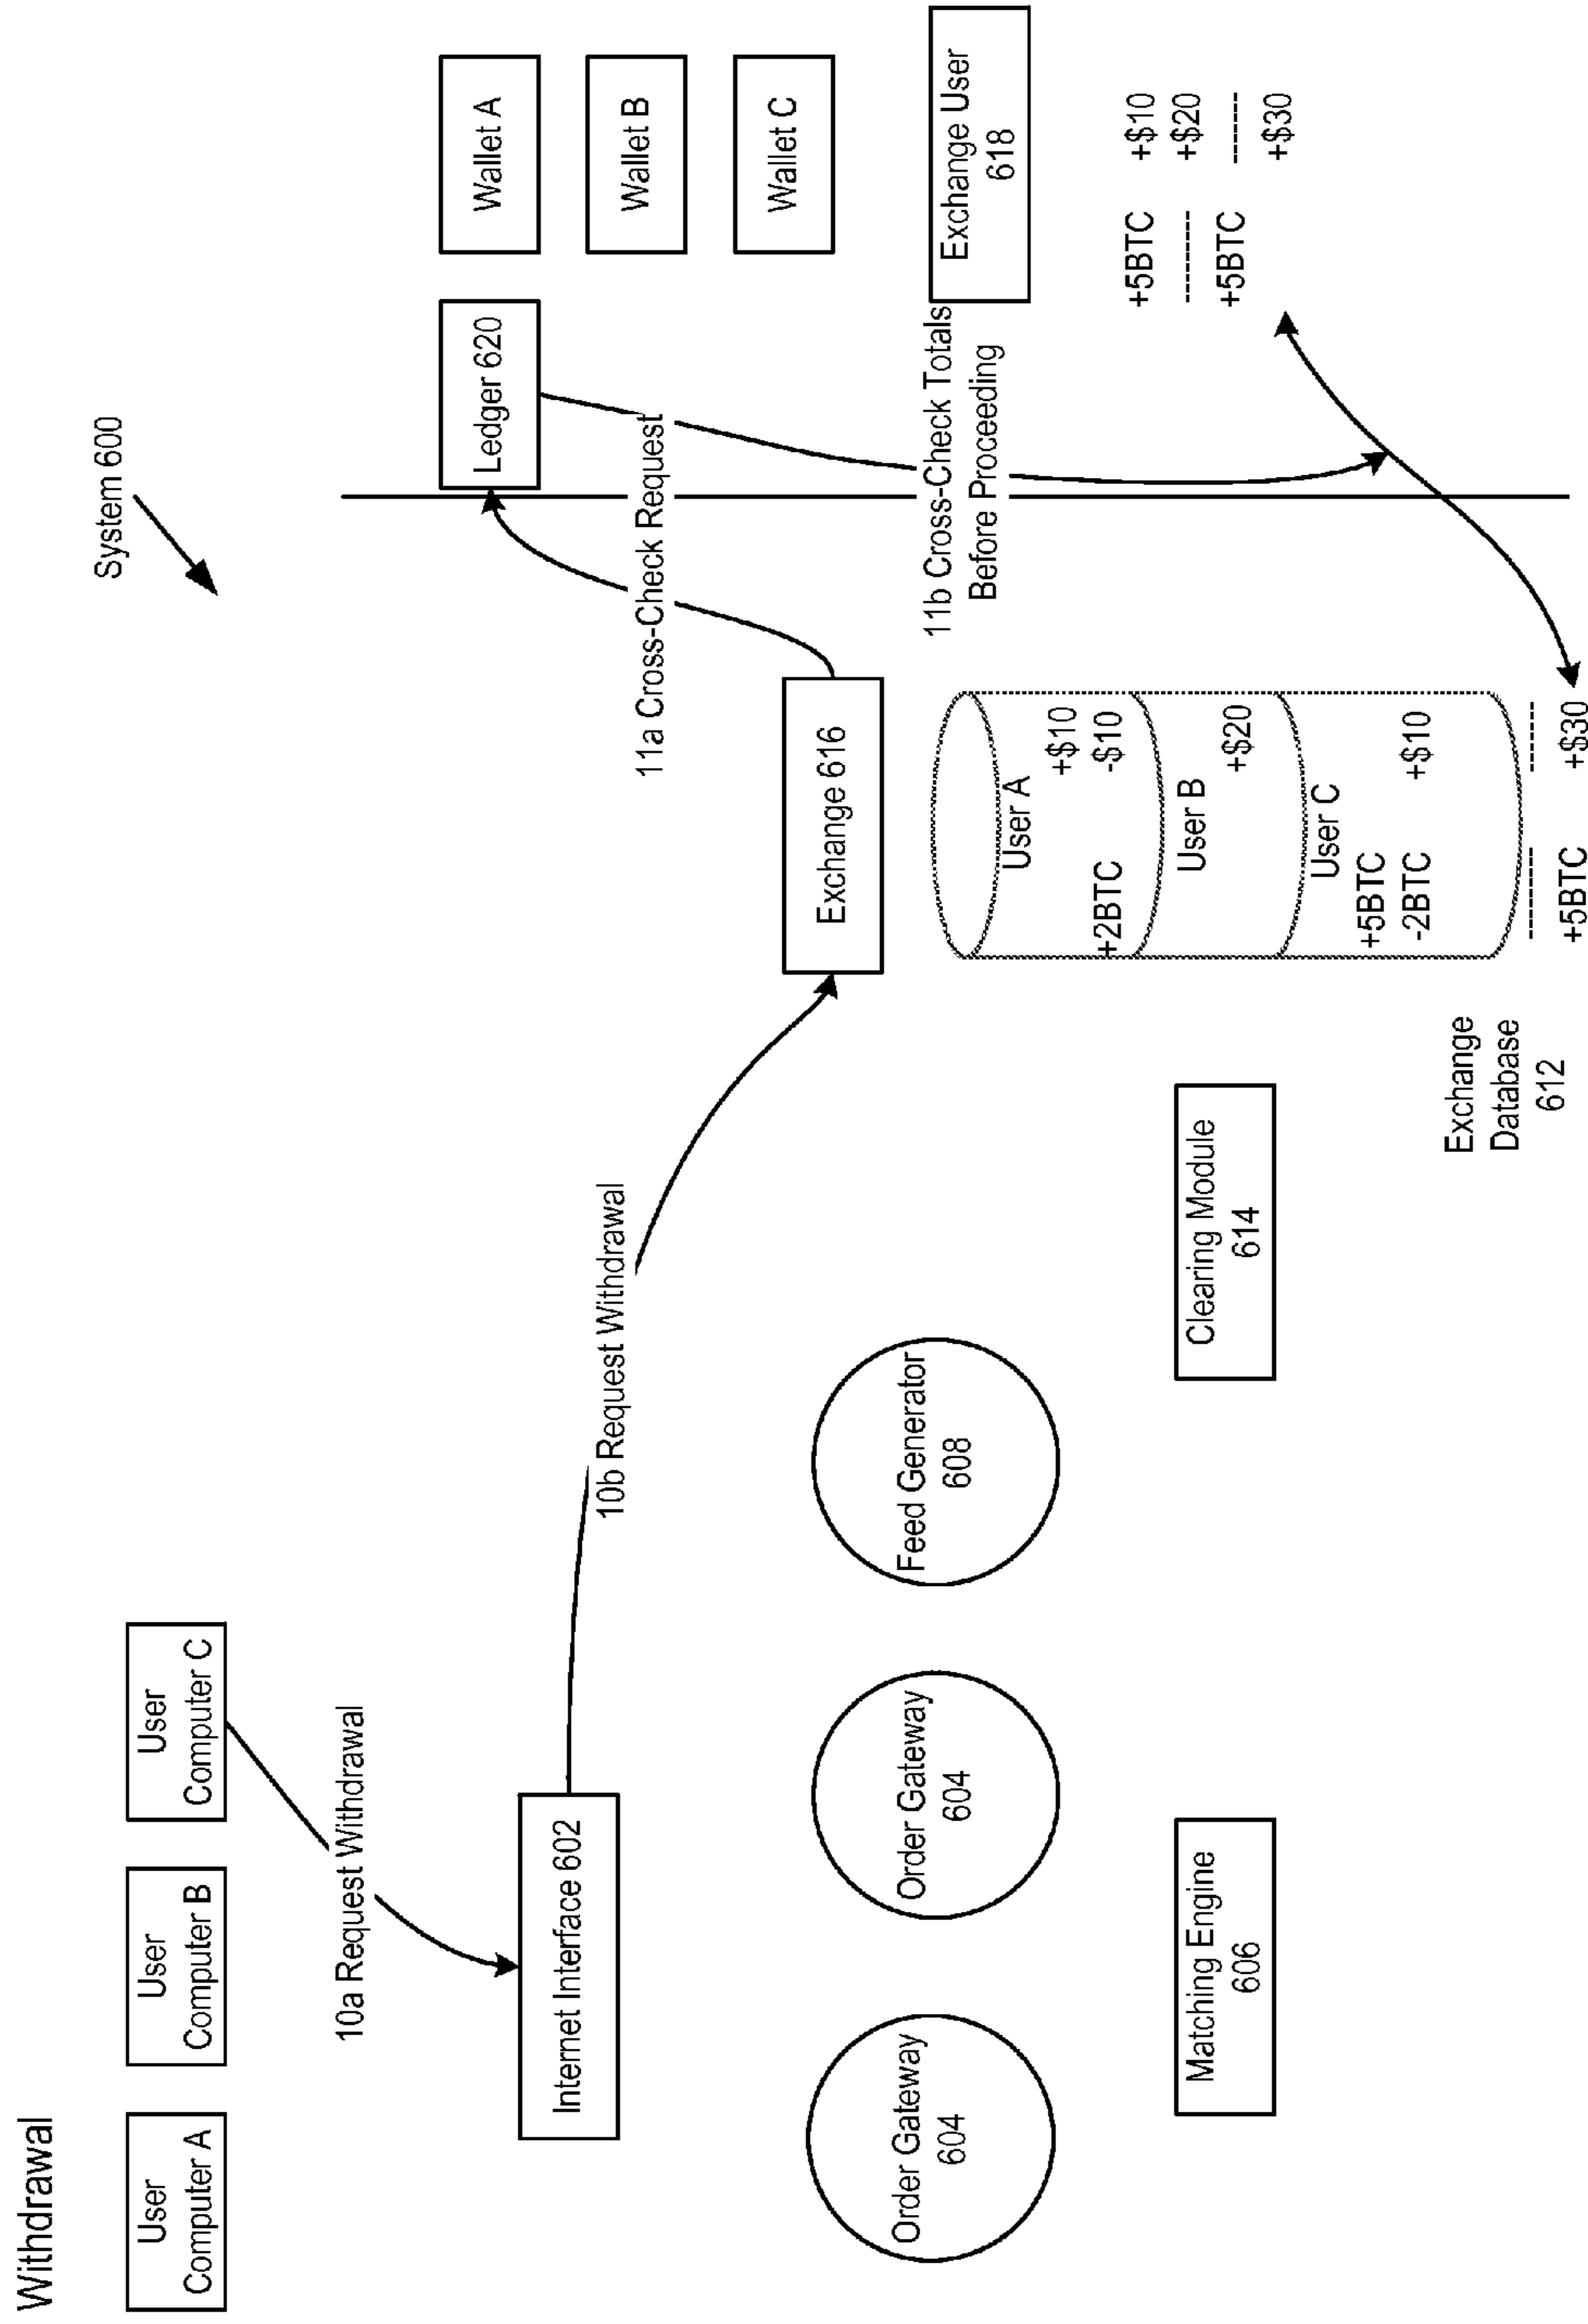 Withdrawal
System 600
User
Computer A
User
Computer B
User
Computer C
10a Request Withdrawal
Internet Interface 602
10b Request Withdrawal
Ledger 620
Wallet A
Wallet B
Wallet C
11a Cross-Check Request
Exchange 616
Order Gateway
604
Order Gateway
604
Feed Generator
608
11b Cross-Check Totals
Before Proceeding
Exchange User
618
Matching Engine
606
Clearing Module
614
User A
+$10
+2BTC -$10
User B
+$20
User C
+5BTC
-2BTC +$10
-------- ------
+5BTC +$30
Exchange
Database
612
+5BTC +$10
-------- +$20
+5BTC ------
+$30